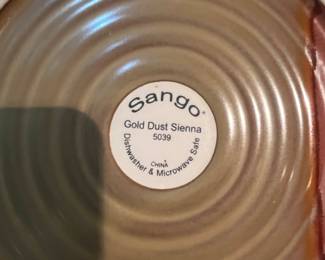 Sango®
Gold Dust Sienna
5039
CHINA
Dishwasher & Microwave Safe